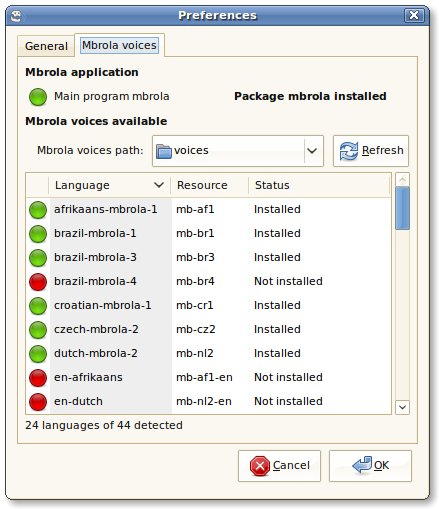 Preferences
General Mbrola voices
Mbrola application
Main program mbrola Package mbrola installed
Mbrola voices available
Mbrola voices path: voices Refresh
Language Resource Status
afrikaans-mbrola-1 mb-af1 Installed
brazil-mbrola-1 mb-br1 Installed
brazil-mbrola-3 mb-br3 Installed
brazil-mbrola-4 mb-br4 Not installed
croatian-mbrola-1 mb-cr1 Installed
czech-mbrola-2 mb-cz2 Installed
dutch-mbrola-2 mb-nl2 Installed
en-afrikaans mb-af1-en Not installed
en-dutch mb-nl2-en Not installed
24 languages of 44 detected
Cancel OK